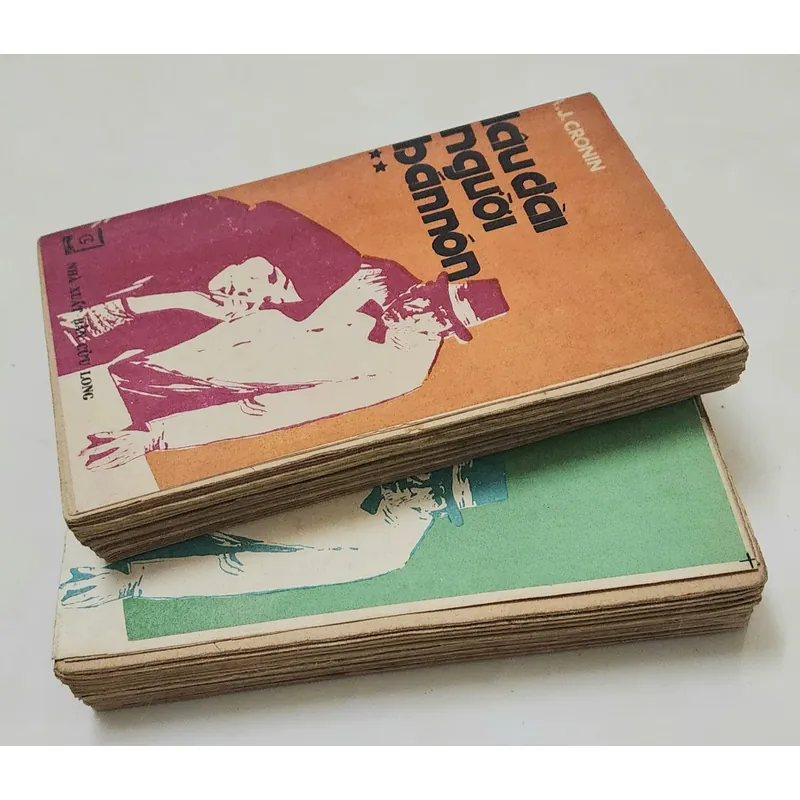 A.J.CRONIN
lâu đài
người
bán nón
**
G
NHÀ XUẤT BẢN CỬU LONG